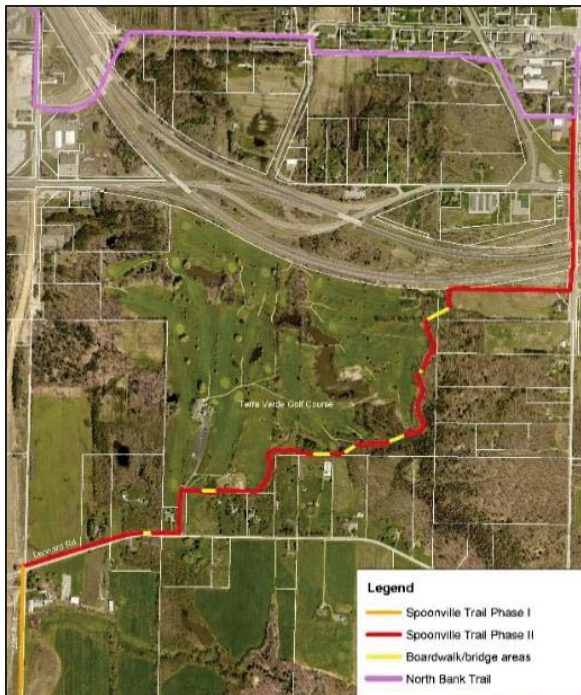 Terra Verde Golf Course
Leonard Rd
Legend
Spoonville Trail Phase I
Spoonville Trail Phase II
Boardwalk/bridge areas
North Bank Trail